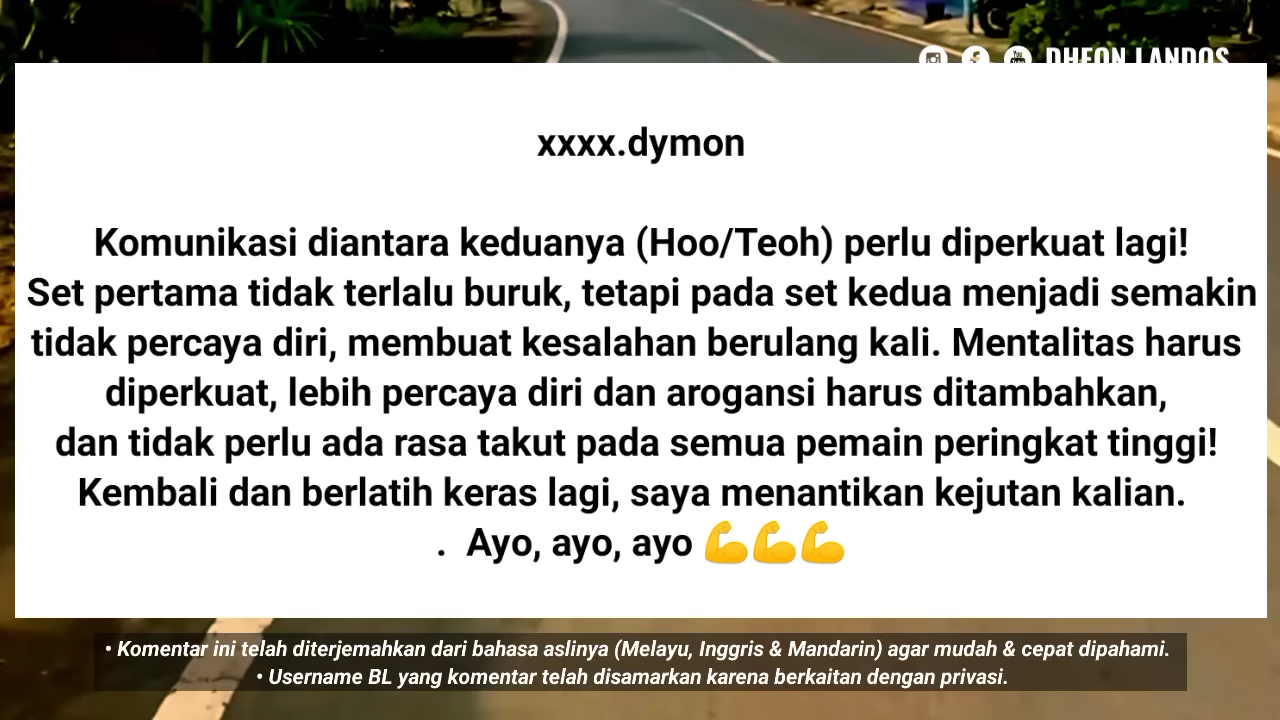 DHEON LANDOS
xxxx.dymon
Komunikasi diantara keduanya (Hoo/Teoh) perlu diperkuat lagi!
Set pertama tidak terlalu buruk, tetapi pada set kedua menjadi semakin
tidak percaya diri, membuat kesalahan berulang kali. Mentalitas harus
diperkuat, lebih percaya diri dan arogansi harus ditambahkan,
dan tidak perlu ada rasa takut pada semua pemain peringkat tinggi!
Kembali dan berlatih keras lagi, saya menantikan kejutan kalian.
. Ayo, ayo, ayo 💪💪💪
• Komentar ini telah diterjemahkan dari bahasa aslinya (Melayu, Inggris & Mandarin) agar mudah & cepat dipahami.
• Username BL yang komentar telah disamarkan karena berkaitan dengan privasi.